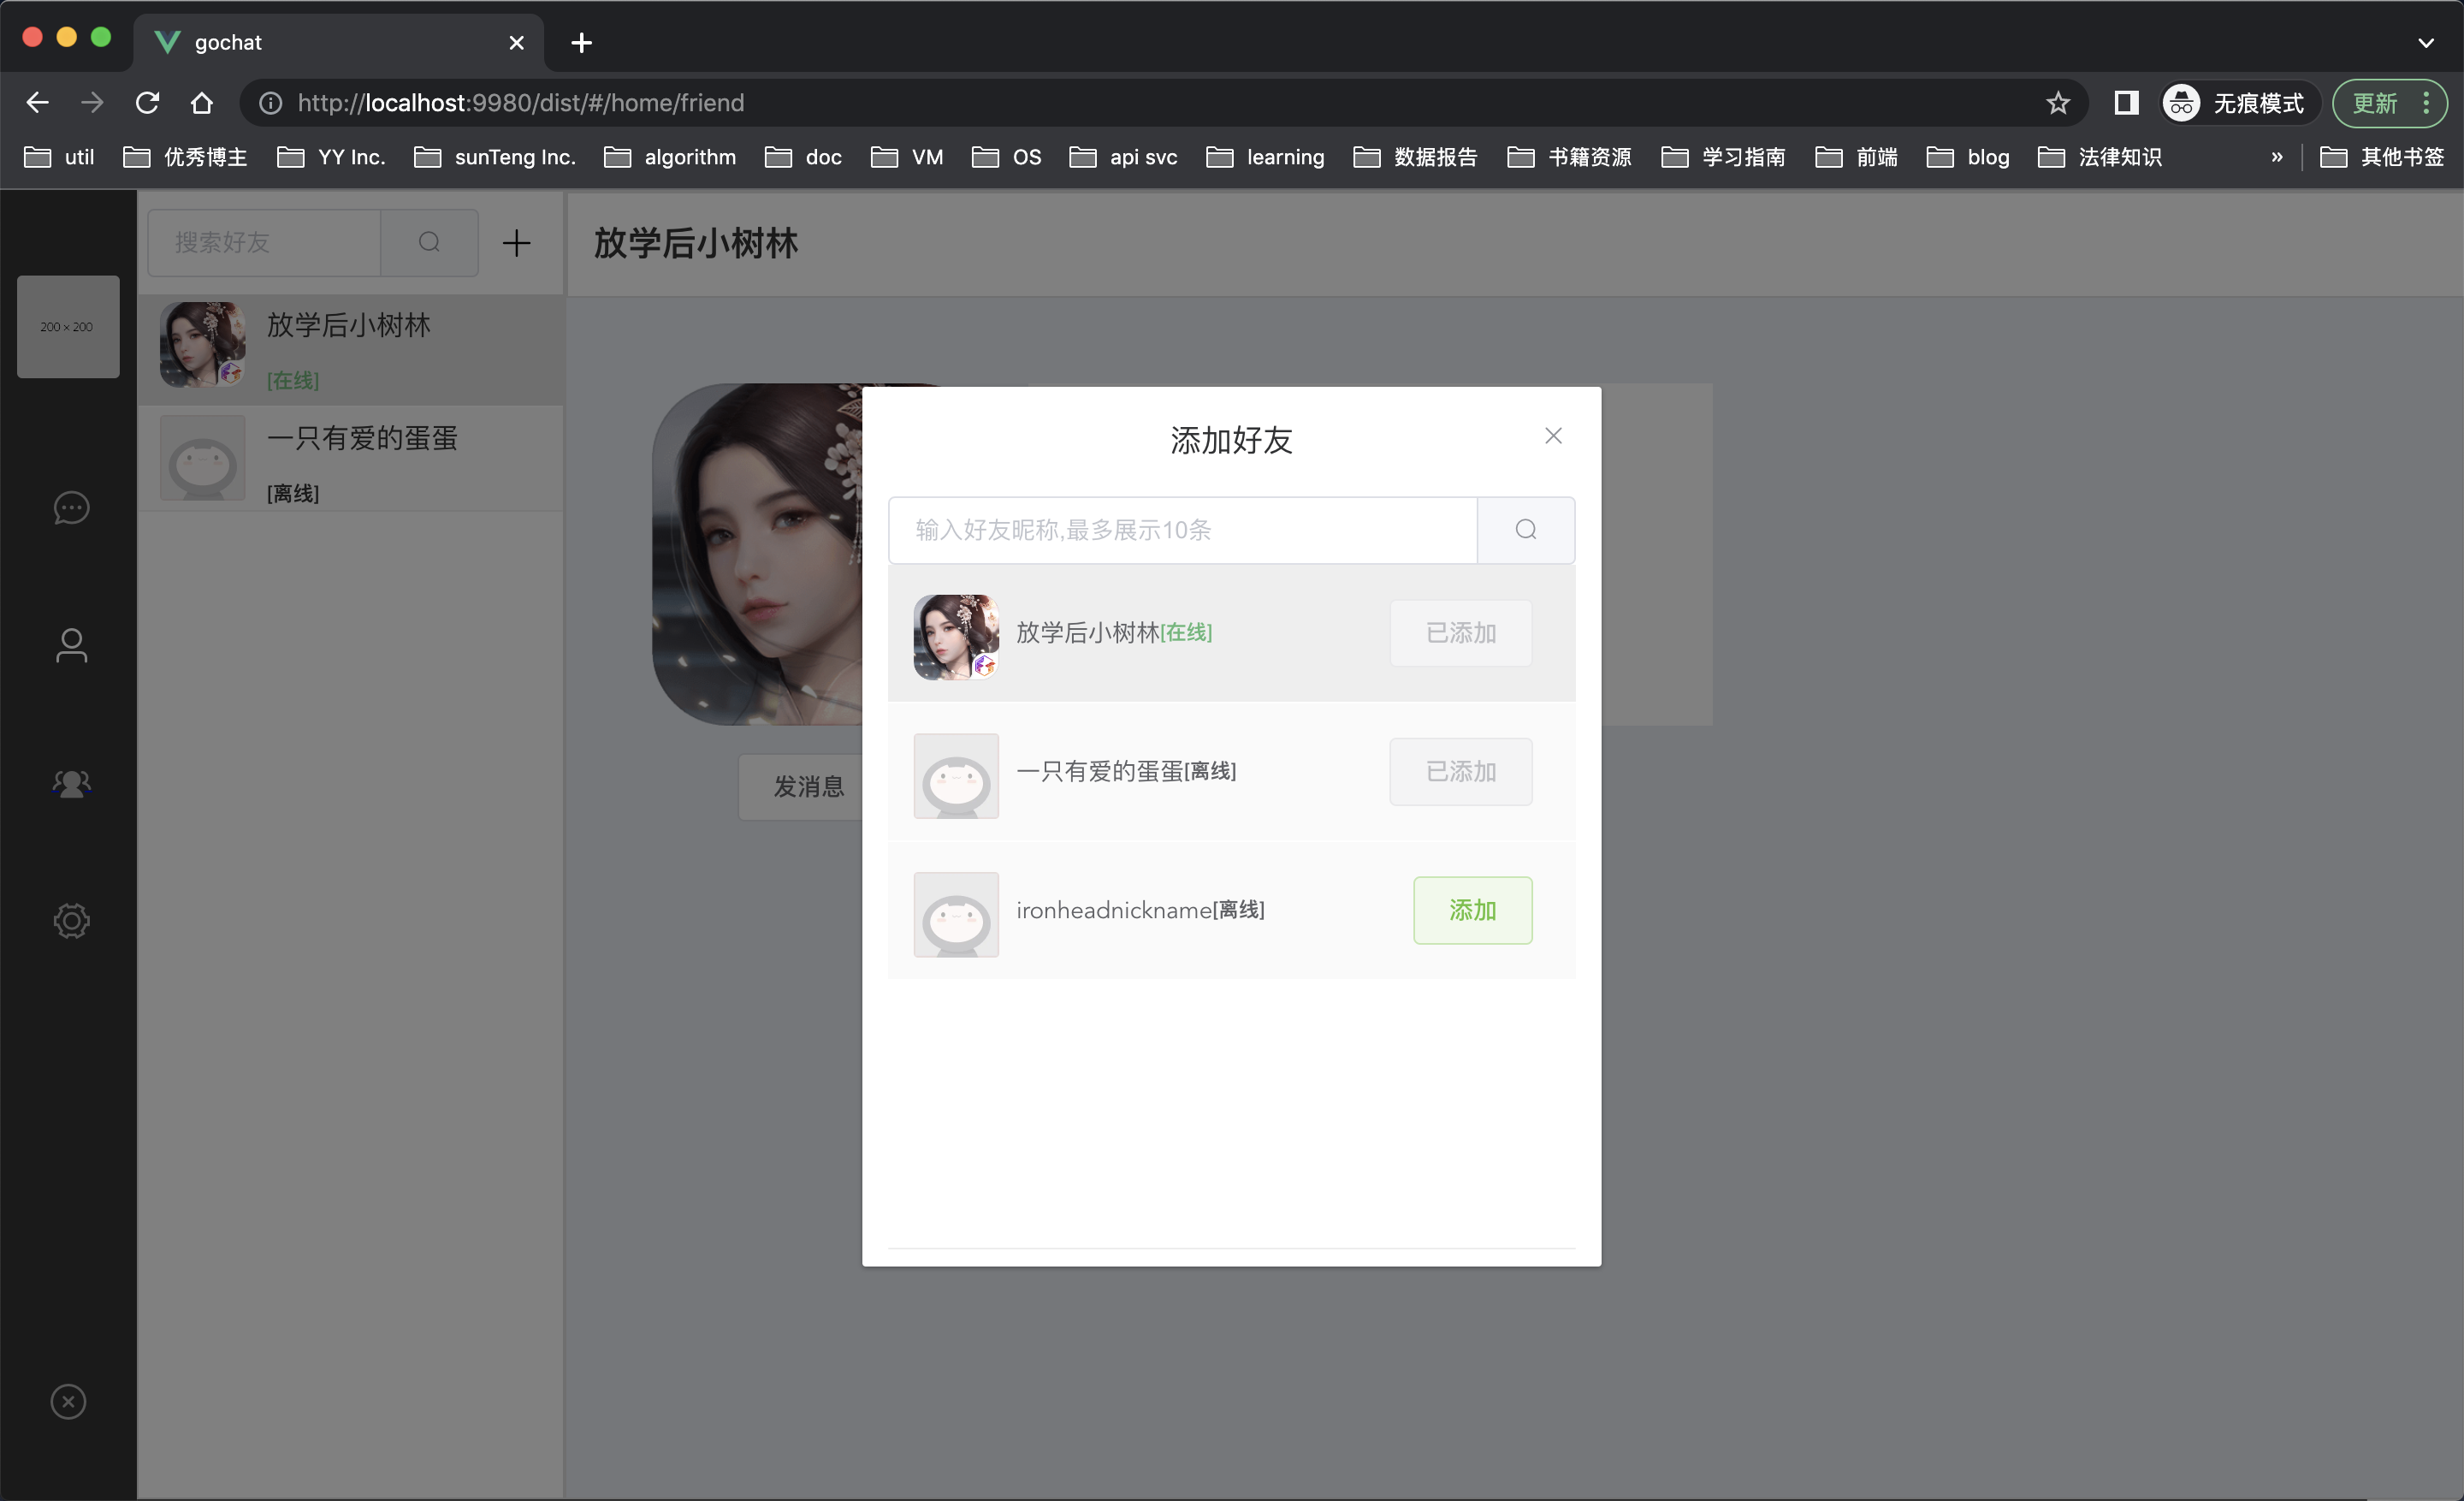 gochat
http://localhost:9980/dist/#/home/friend
无痕模式
更新
util
优秀博主
YY Inc.
sunTeng Inc.
algorithm
doc
VM
OS
api svc
learning
数据报告
书籍资源
学习指南
前端
blog
法律知识
»
其他书签
搜索好友
放学后小树林
200 × 200
放学后小树林
[在线]
一只有爱的蛋蛋
[离线]
发消息
添加好友
输入好友昵称,最多展示10条
放学后小树林[在线]
已添加
一只有爱的蛋蛋[离线]
已添加
ironheadnickname[离线]
添加